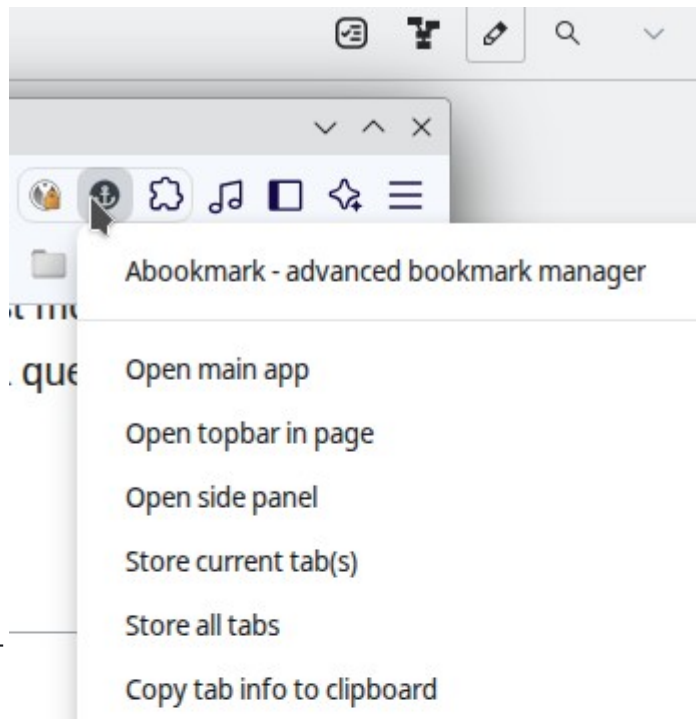 que
Abookmark - advanced bookmark manager
Open main app
Open topbar in page
Open side panel
Store current tab(s)
Store all tabs
Copy tab info to clipboard